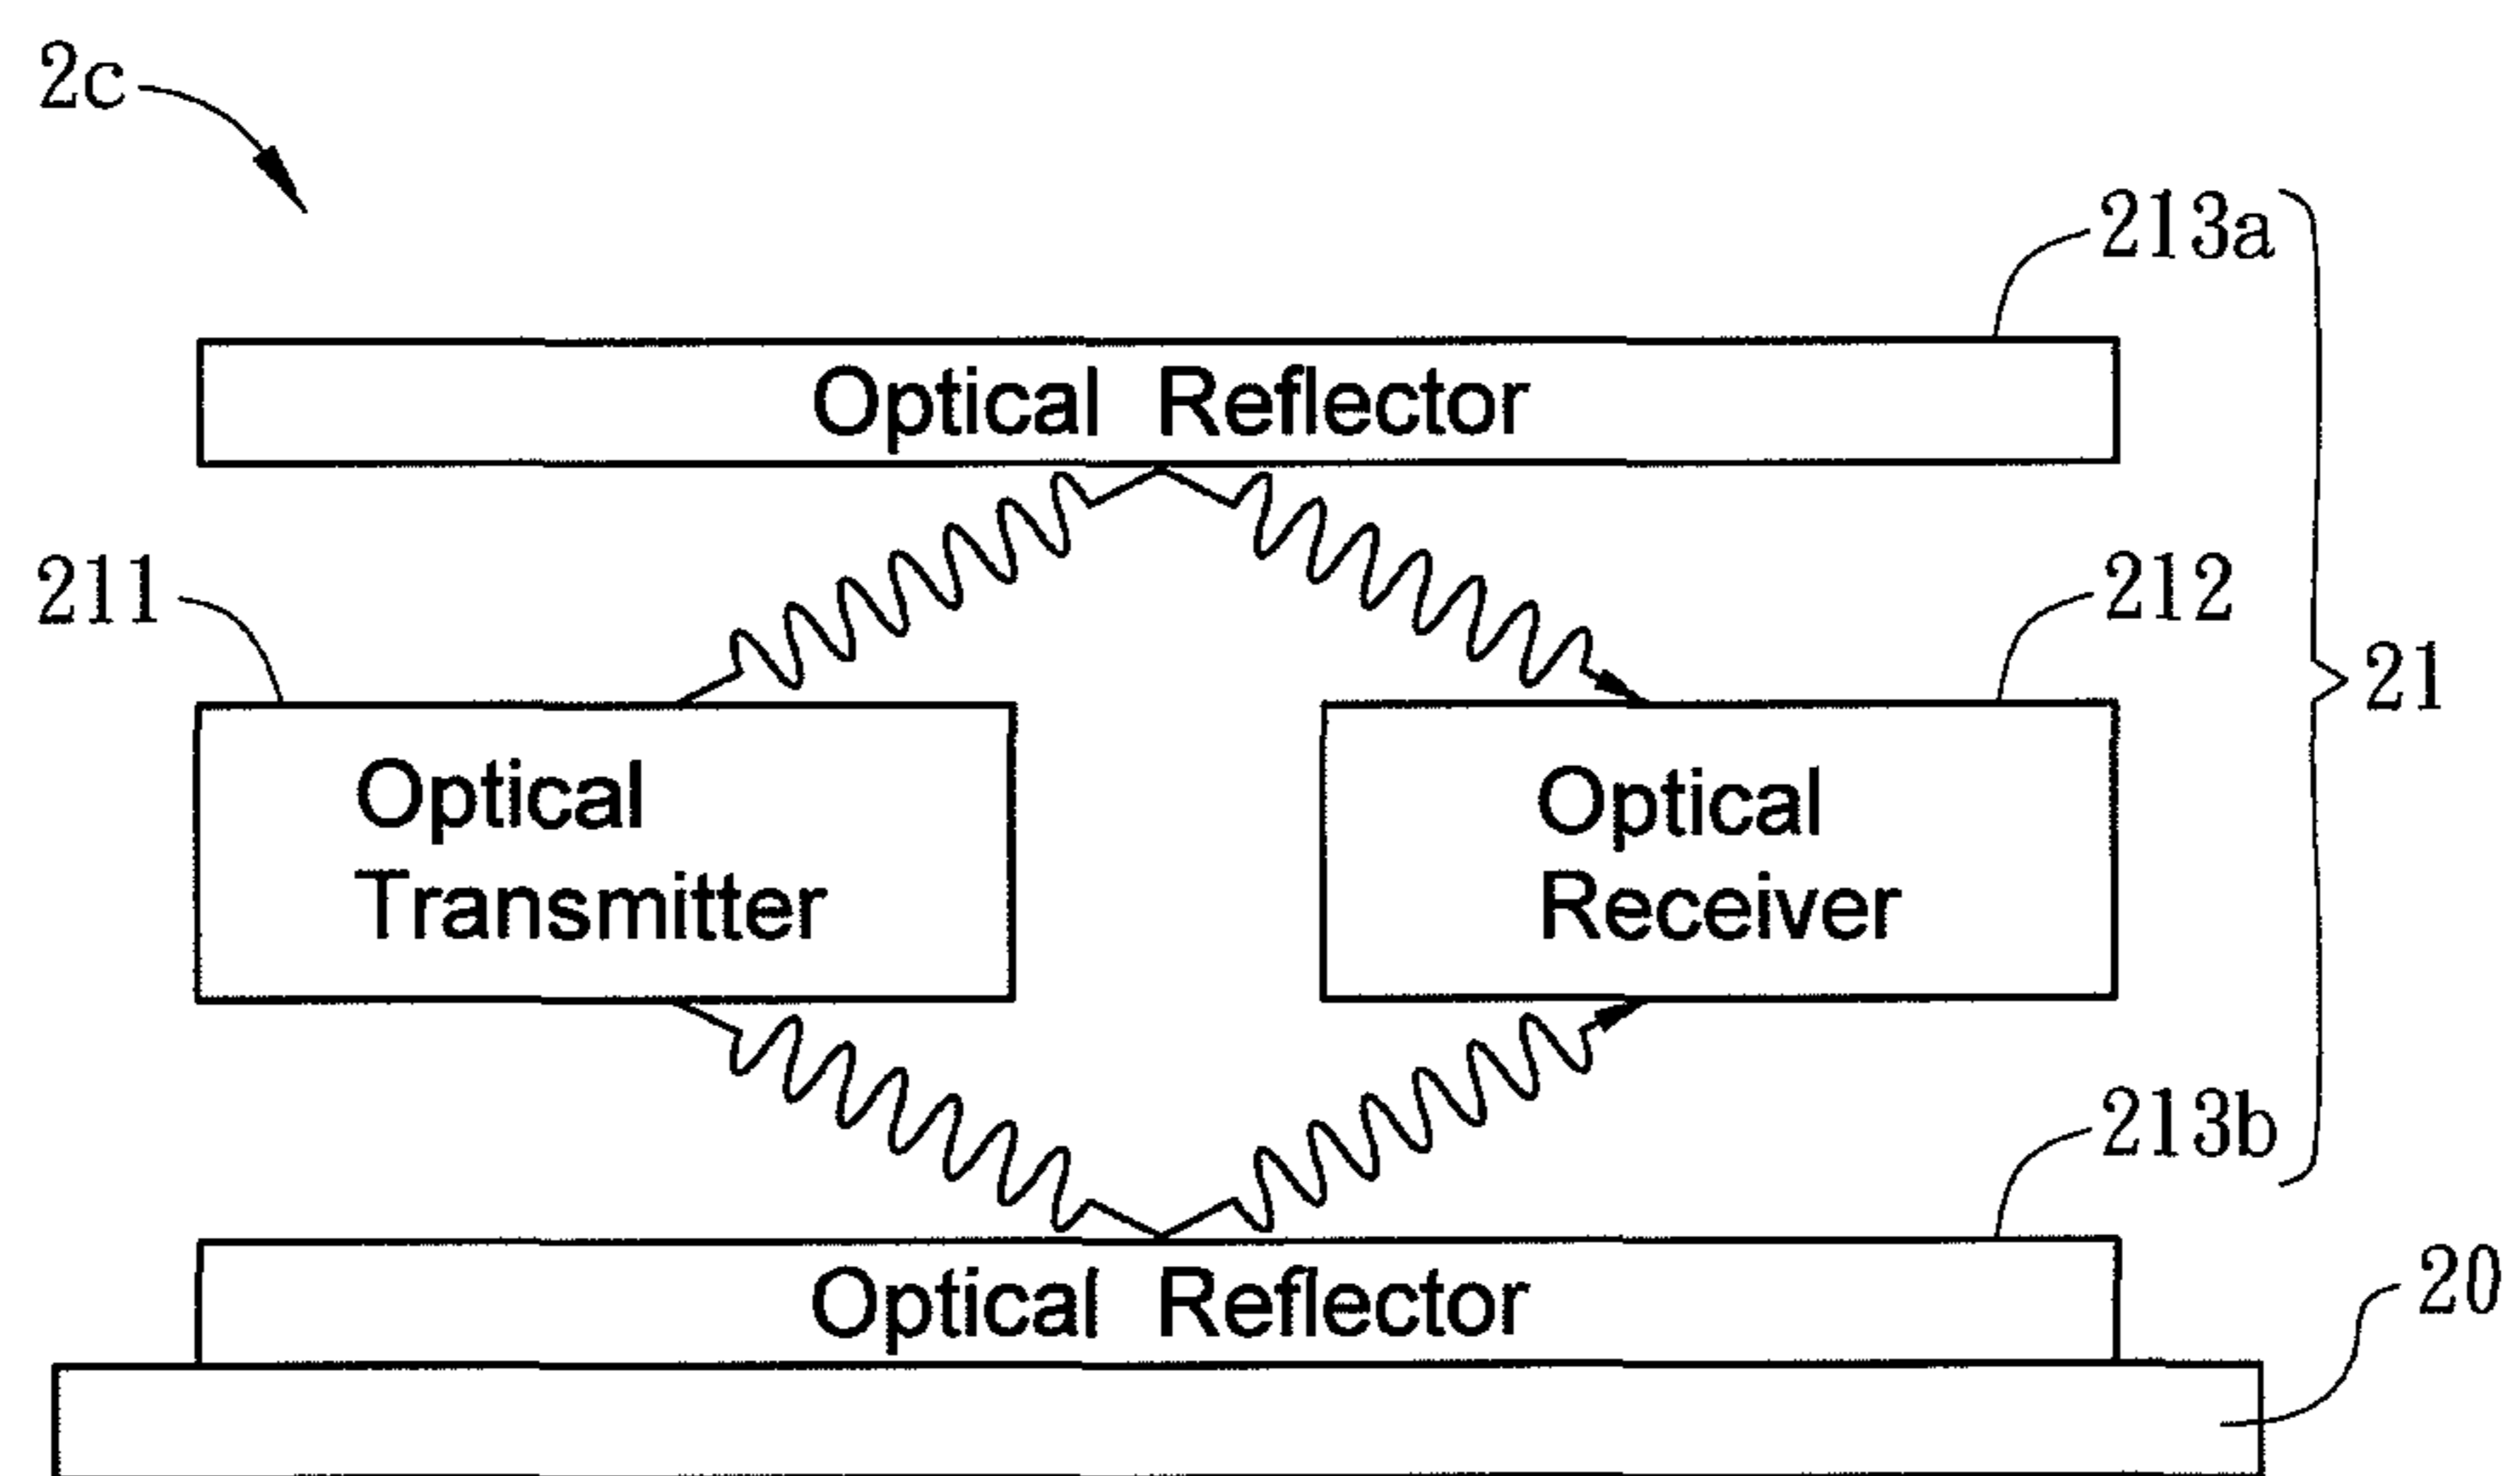 2c
213a
Optical Reflector
211
212
21
Optical
Transmitter
Optical
Receiver
213b
Optical Reflector
20